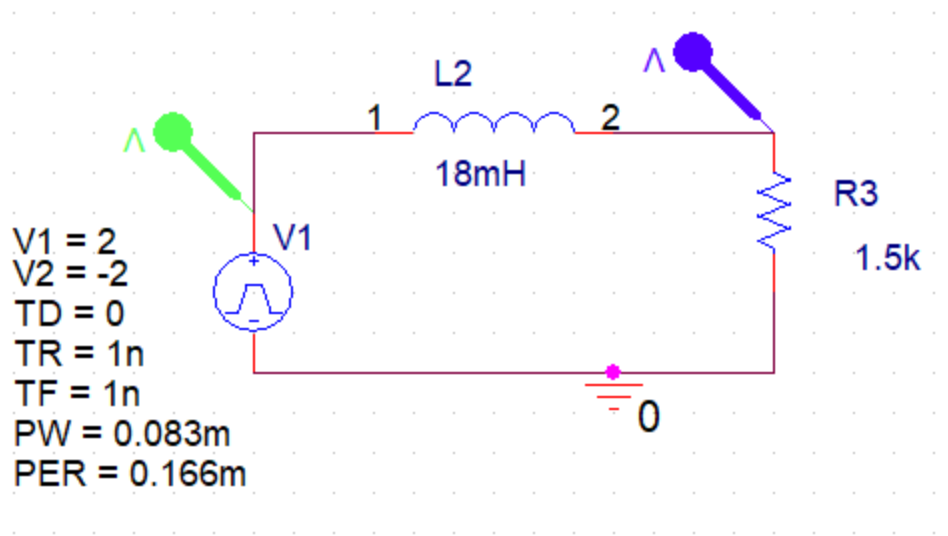 L2
V
V
1
2
18mH
R3
1.5k
V1
V1 = 2
V2 = -2
TD = 0
TR = 1n
TF = 1n
PW = 0.083m
PER = 0.166m
0